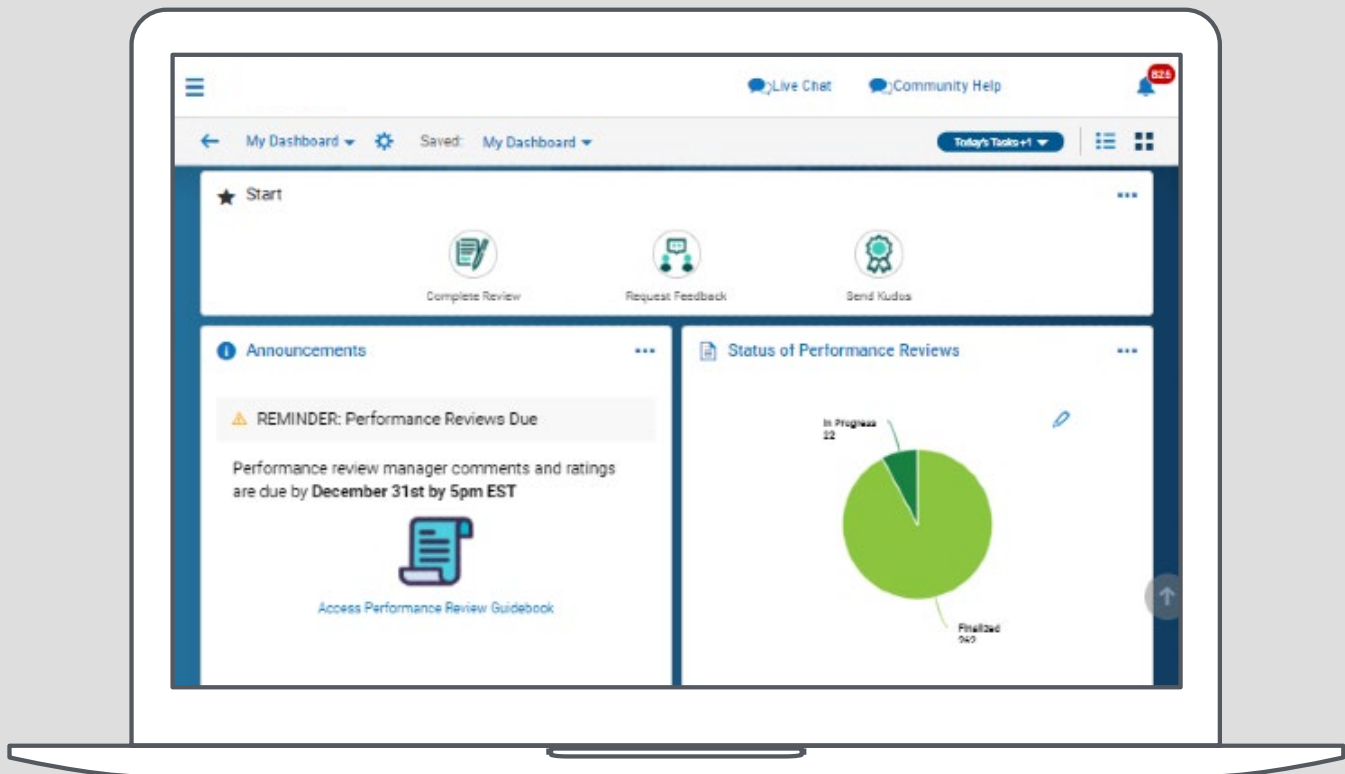 Live Chat
Community Help
826
My Dashboard
Saved:
My Dashboard
Today's Tasks +1
Start
Complete Review
Request Feedback
Send Kudos
Announcements
Status of Performance Reviews
REMINDER: Performance Reviews Due
In Progress
22
Performance review manager comments and ratings
are due by December 31st by 5pm EST
Access Performance Review Guidebook
Finalized